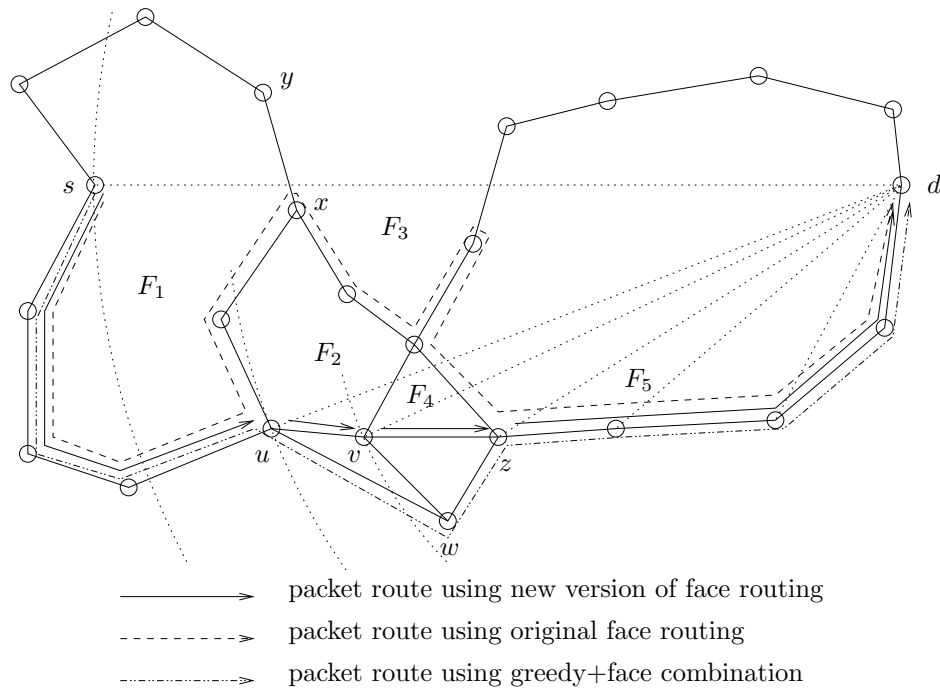 y
s
d
x
F3
F1
F2
F4
F5
u
v
z
w
packet route using new version of face routing
packet route using original face routing
packet route using greedy+face combination